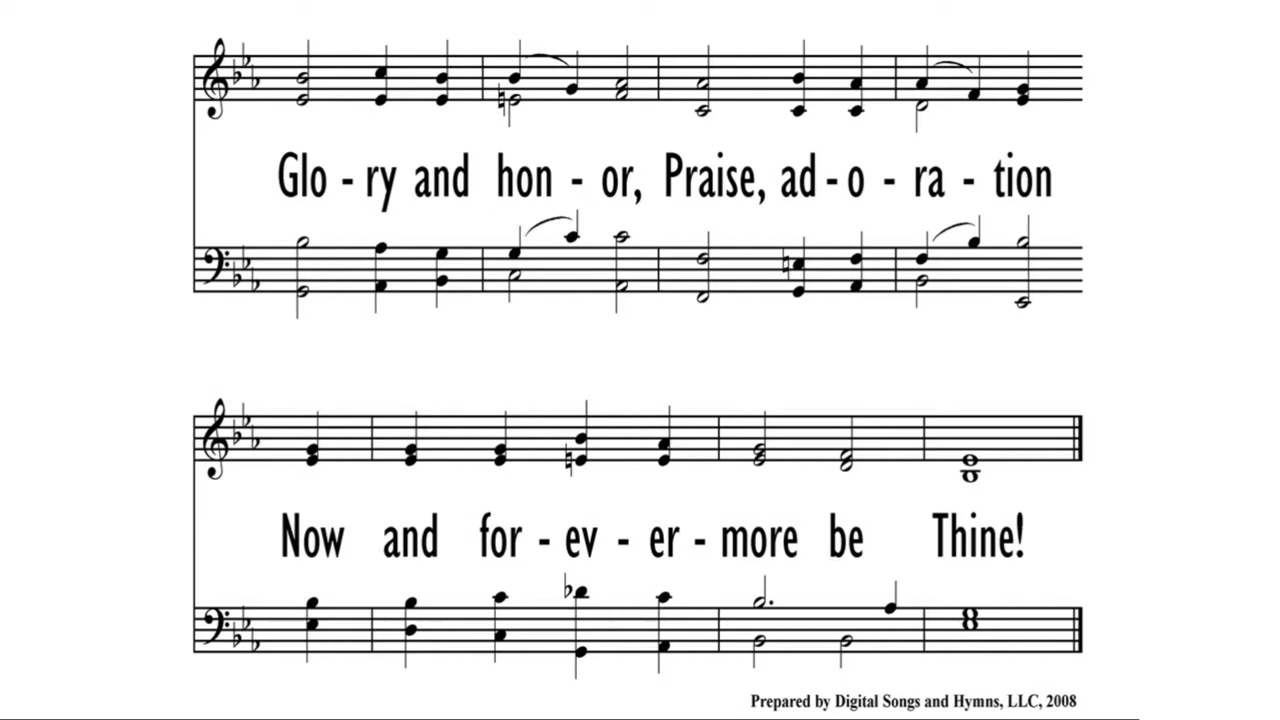 Glo - ry and hon - or, Praise, ad - o - ra - tion
Now and for - ev - er - more be Thine!
Prepared by Digital Songs and Hymns, LLC, 2008